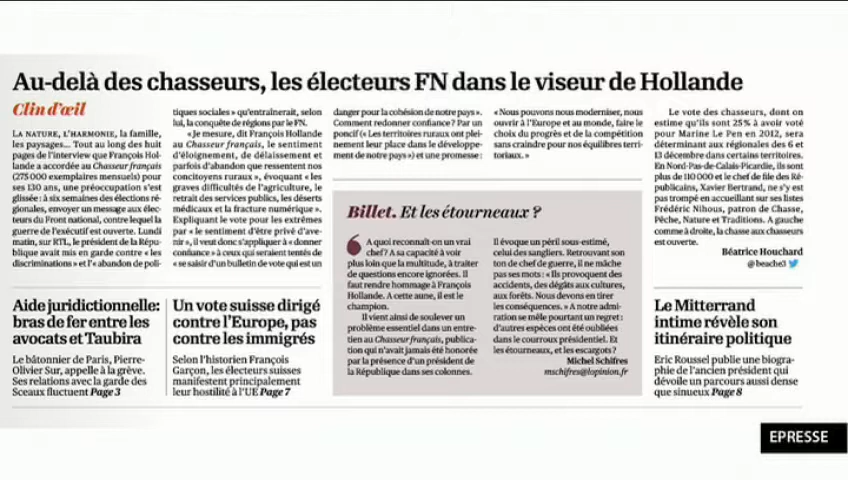 Au-delà des chasseurs, les électeurs FN dans le viseur de Hollande
Clin d'œil
LA NATURE, L'HARMONIE, la famille,
les paysages... Tout au long des huit
pages de l'interview que François Hol-
lande a accordée au Chasseur français
(275 000 exemplaires mensuels) pour
ses 130 ans, une préoccupation s'est
glissée : à six semaines des élections ré-
gionales, envoyer un message aux élec-
teurs du Front national, contre lequel la
guerre de l'exécutif est ouverte. Lundi
matin, sur RTL, le président de la Répu-
blique avait mis en garde contre « les
discriminations » et l'« abandon de poli-
tiques sociales » qu'entraînerait, selon
lui, la conquête de régions par le FN.
« Je mesure, dit François Hollande
au Chasseur français, le sentiment
d'éloignement, de délaissement et
parfois d'abandon que ressentent nos
concitoyens ruraux », évoquant « les
graves difficultés de l'agriculture, le
retrait des services publics, les déserts
médicaux et la fracture numérique ».
Expliquant le vote pour les extrêmes
par « le sentiment d'être privé d'ave-
nir », il veut donc s'appliquer à « donner
confiance » à ceux qui seraient tentés de
« se saisir d'un bulletin de vote qui est un
danger pour la cohésion de notre pays ».
Comment redonner confiance ? Par un
poncif (« Les territoires ruraux ont plei-
nement leur place dans le développe-
ment de notre pays ») et une promesse :
« Nous pouvons nous moderniser, nous
ouvrir à l'Europe et au monde, faire le
choix du progrès et de la compétition
sans craindre pour nos équilibres terri-
toriaux. »
Le vote des chasseurs, dont on
estime qu'ils sont 25 % à avoir voté
pour Marine Le Pen en 2012, sera
déterminant aux régionales des 6 et
13 décembre dans certains territoires.
En Nord-Pas-de-Calais-Picardie, ils sont
plus de 110 000 et le chef de file des Ré-
publicains, Xavier Bertrand, ne s'y est
pas trompé en accueillant sur ses listes
Frédéric Nihous, patron de Chasse,
Pêche, Nature et Traditions. A gauche
comme à droite, la chasse aux chasseurs
est ouverte.
Béatrice Houchard
@beache3
Billet. Et les étourneaux ?
A quoi reconnaît-on un vrai
chef ? A sa capacité à voir
plus loin que la multitude, à traiter
de questions encore ignorées. Il
faut rendre hommage à François
Hollande. A cette aune, il est le
champion.
Il vient ainsi de soulever un
problème essentiel dans un entre-
tien au Chasseur français, publica-
tion qui n'avait jamais été honorée
par la présence d'un président de
la République dans ses colonnes.
Il évoque un péril sous-estimé,
celui des sangliers. Retrouvant son
ton de chef de guerre, il ne mâche
pas ses mots : « Ils provoquent des
accidents, des dégâts aux cultures,
aux forêts. Nous devons en tirer
les conséquences. » A notre admi-
ration se mêle pourtant un regret :
d'autres espèces ont été oubliées
dans le courroux présidentiel. Et
les étourneaux, et les escargots ?
Michel Schifres
mschifres@lopinion.fr
Aide juridictionnelle:
bras de fer entre les
avocats et Taubira
Le bâtonnier de Paris, Pierre-
Olivier Sur, appelle à la grève.
Ses relations avec la garde des
Sceaux fluctuent Page 3
Un vote suisse dirigé
contre l'Europe, pas
contre les immigrés
Selon l'historien François
Garçon, les électeurs suisses
manifestent principalement
leur hostilité à l'UE Page 7
Le Mitterrand
intime révèle son
itinéraire politique
Eric Roussel publie une biogra-
phie de l'ancien président qui
dévoile un parcours aussi dense
que sinueux Page 8
EPRESSE